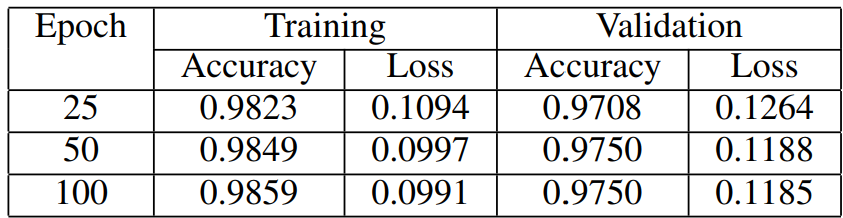 Epoch Training Validation
Accuracy Loss Accuracy Loss
25 0.9823 0.1094 0.9708 0.1264
50 0.9849 0.0997 0.9750 0.1188
100 0.9859 0.0991 0.9750 0.1185